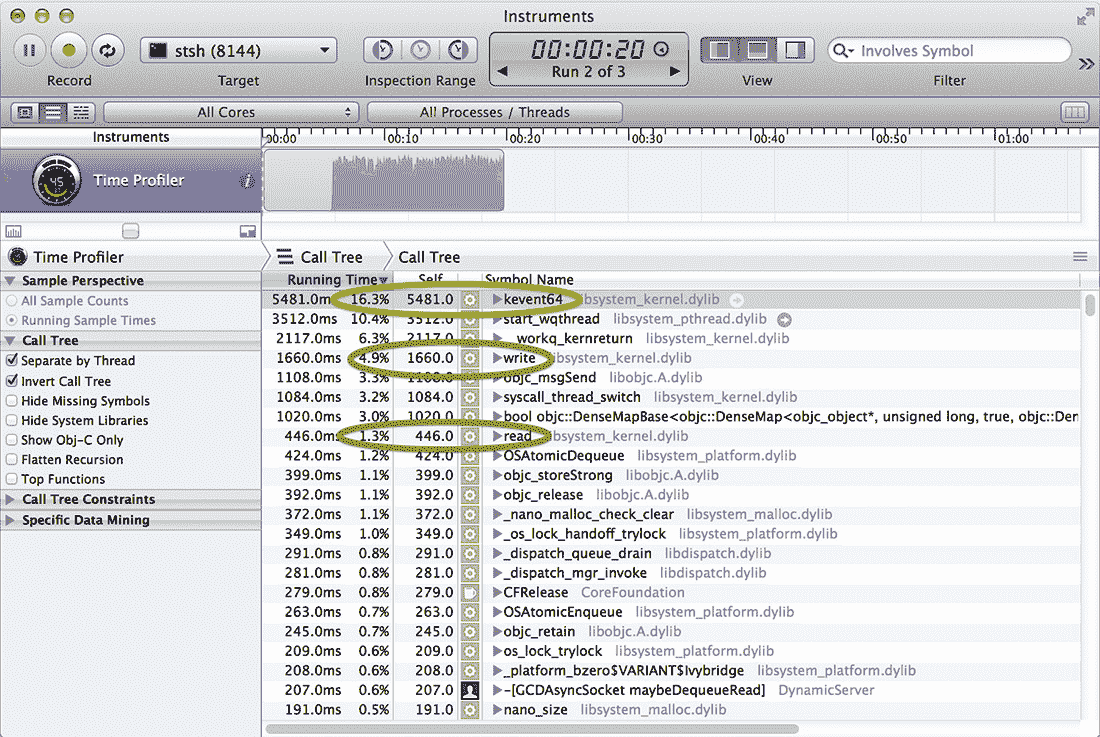 Instruments
stsh (8144)
00:00:20
Run 2 of 3
Involves Symbol
Record
Target
Inspection Range
View
Filter
All Cores
All Processes / Threads
Instruments
00:00 00:10 00:20 00:30 00:40 00:50 01:00
45
Time Profiler
Time Profiler
Call Tree
Call Tree
Sample Perspective
All Sample Counts
Running Sample Times
Call Tree
Separate by Thread
Invert Call Tree
Hide Missing Symbols
Hide System Libraries
Show Obj-C Only
Flatten Recursion
Top Functions
Call Tree Constraints
Specific Data Mining
Running Time Self Symbol Name
5481.0ms 16.3% 5481.0 kevent64 libsystem_kernel.dylib
3512.0ms 10.4% 3512.0 start_wqthread libsystem_pthread.dylib
2117.0ms 6.3% 2117.0 __workq_kernreturn libsystem_kernel.dylib
1660.0ms 4.9% 1660.0 write libsystem_kernel.dylib
1108.0ms 3.3% 1108.0 objc_msgSend libobjc.A.dylib
1084.0ms 3.2% 1084.0 syscall_thread_switch libsystem_kernel.dylib
1020.0ms 3.0% 1020.0 bool objc::DenseMapBase<objc::DenseMap<objc_object*, unsigned long, true, objc::Den
446.0ms 1.3% 446.0 read libsystem_kernel.dylib
424.0ms 1.2% 424.0 OSAtomicDequeue libsystem_platform.dylib
399.0ms 1.1% 399.0 objc_storeStrong libobjc.A.dylib
392.0ms 1.1% 392.0 objc_release libobjc.A.dylib
372.0ms 1.1% 372.0 _nano_malloc_check_clear libsystem_malloc.dylib
349.0ms 1.0% 349.0 _os_lock_handoff_trylock libsystem_platform.dylib
291.0ms 0.8% 291.0 _dispatch_queue_drain libdispatch.dylib
281.0ms 0.8% 281.0 _dispatch_mgr_invoke libdispatch.dylib
279.0ms 0.8% 279.0 CFRelease CoreFoundation
263.0ms 0.7% 263.0 OSAtomicEnqueue libsystem_platform.dylib
245.0ms 0.7% 245.0 objc_retain libobjc.A.dylib
209.0ms 0.6% 209.0 os_lock_trylock libsystem_platform.dylib
208.0ms 0.6% 208.0 _platform_bzero$VARIANT$Ivybridge libsystem_platform.dylib
207.0ms 0.6% 207.0 -[GCDAsyncSocket maybeDequeueRead] DynamicServer
191.0ms 0.5% 191.0 nano_size libsystem_malloc.dylib